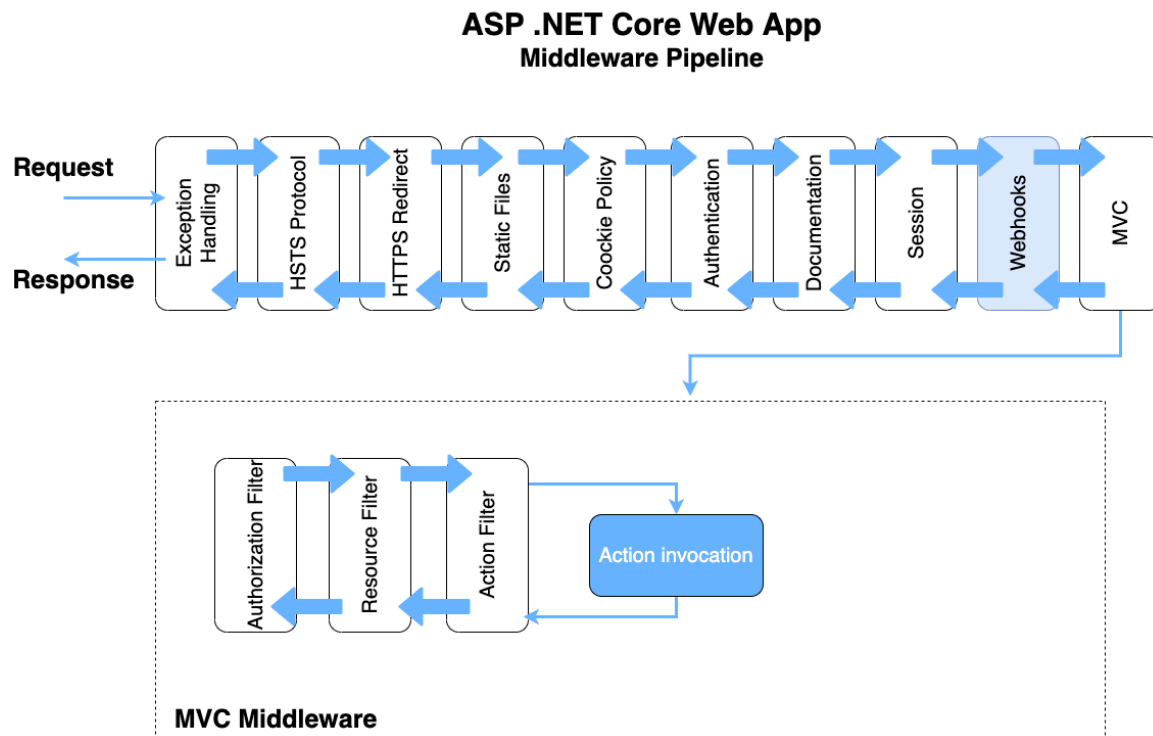 ASP .NET Core Web App
Middleware Pipeline
Request
Response
Exception
Handling
HSTS Protocol
HTTPS Redirect
Static Files
Coockie Policy
Authentication
Documentation
Session
Webhooks
MVC
Authorization Filter
Resource Filter
Action Filter
Action invocation
MVC Middleware